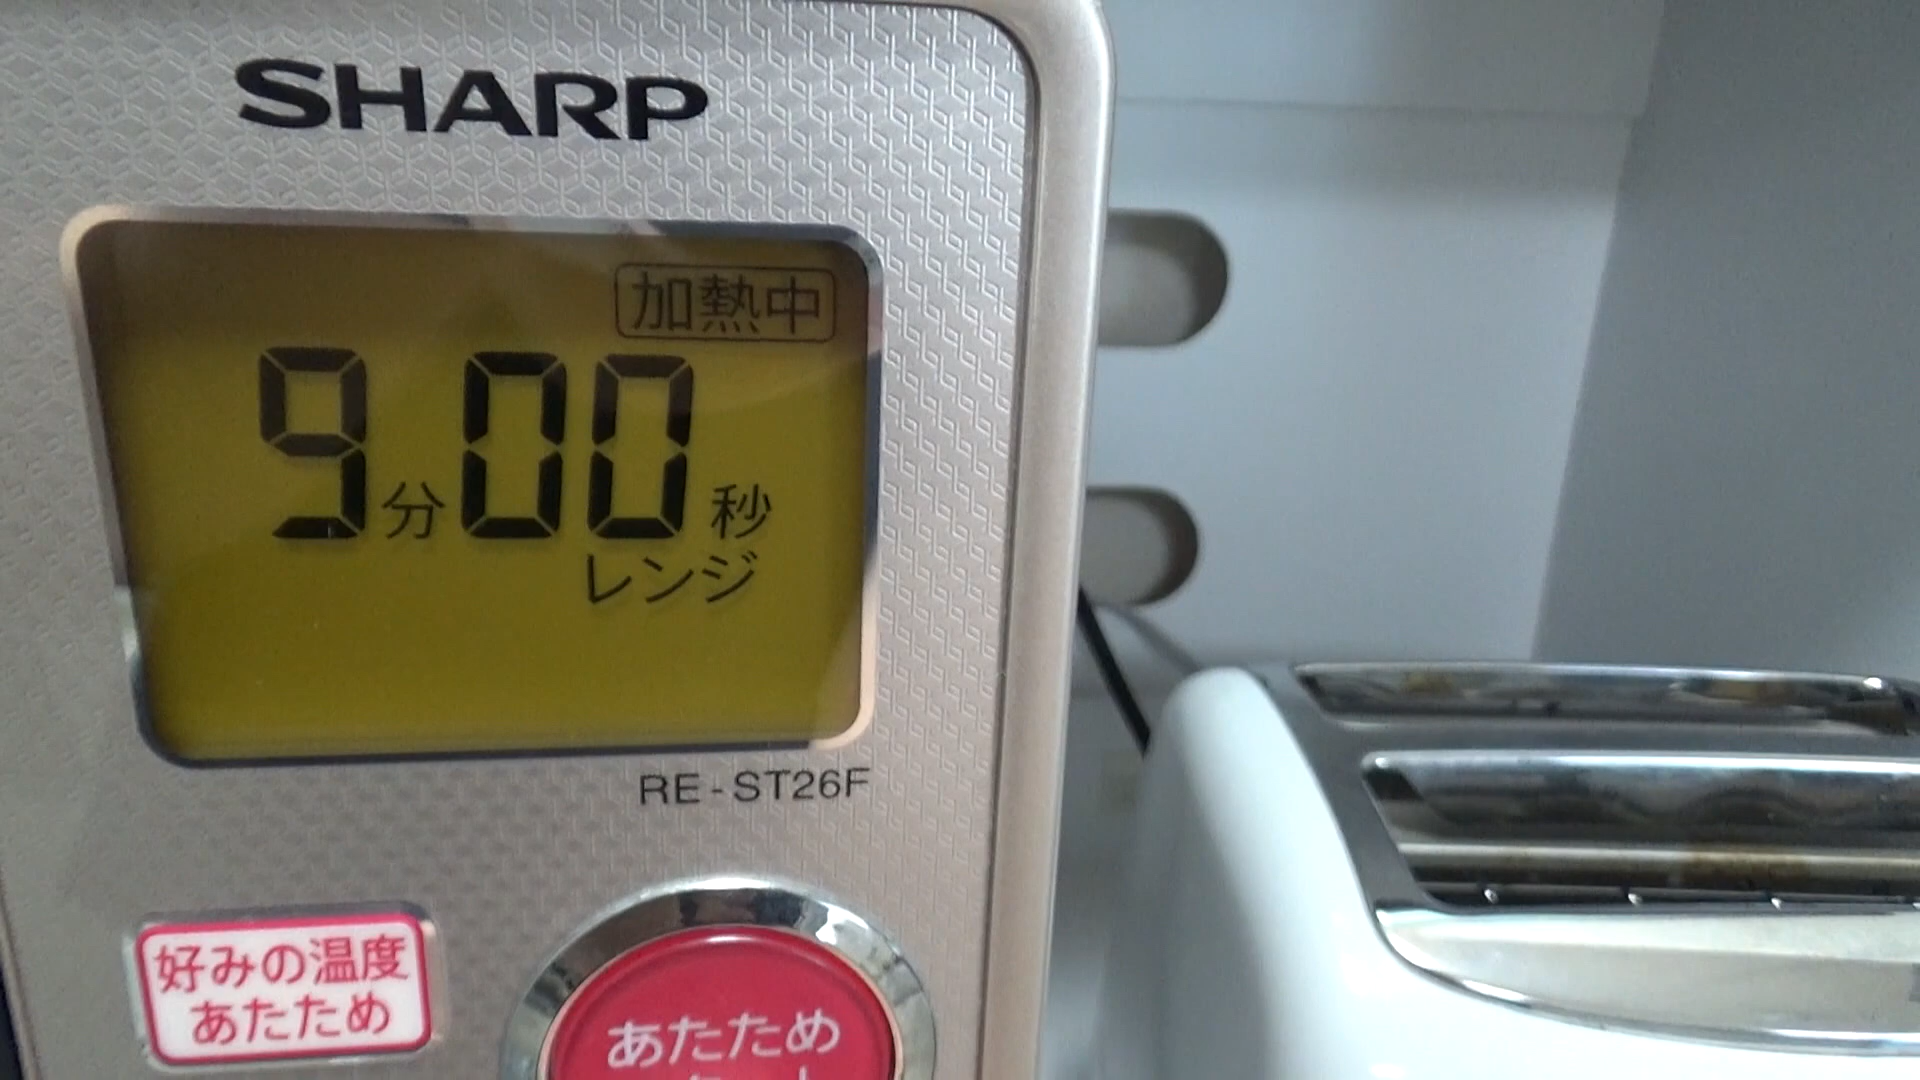 SHARP
加熱中
9分00秒
レンジ
RE-ST26F
好みの温度
あたため
あたため